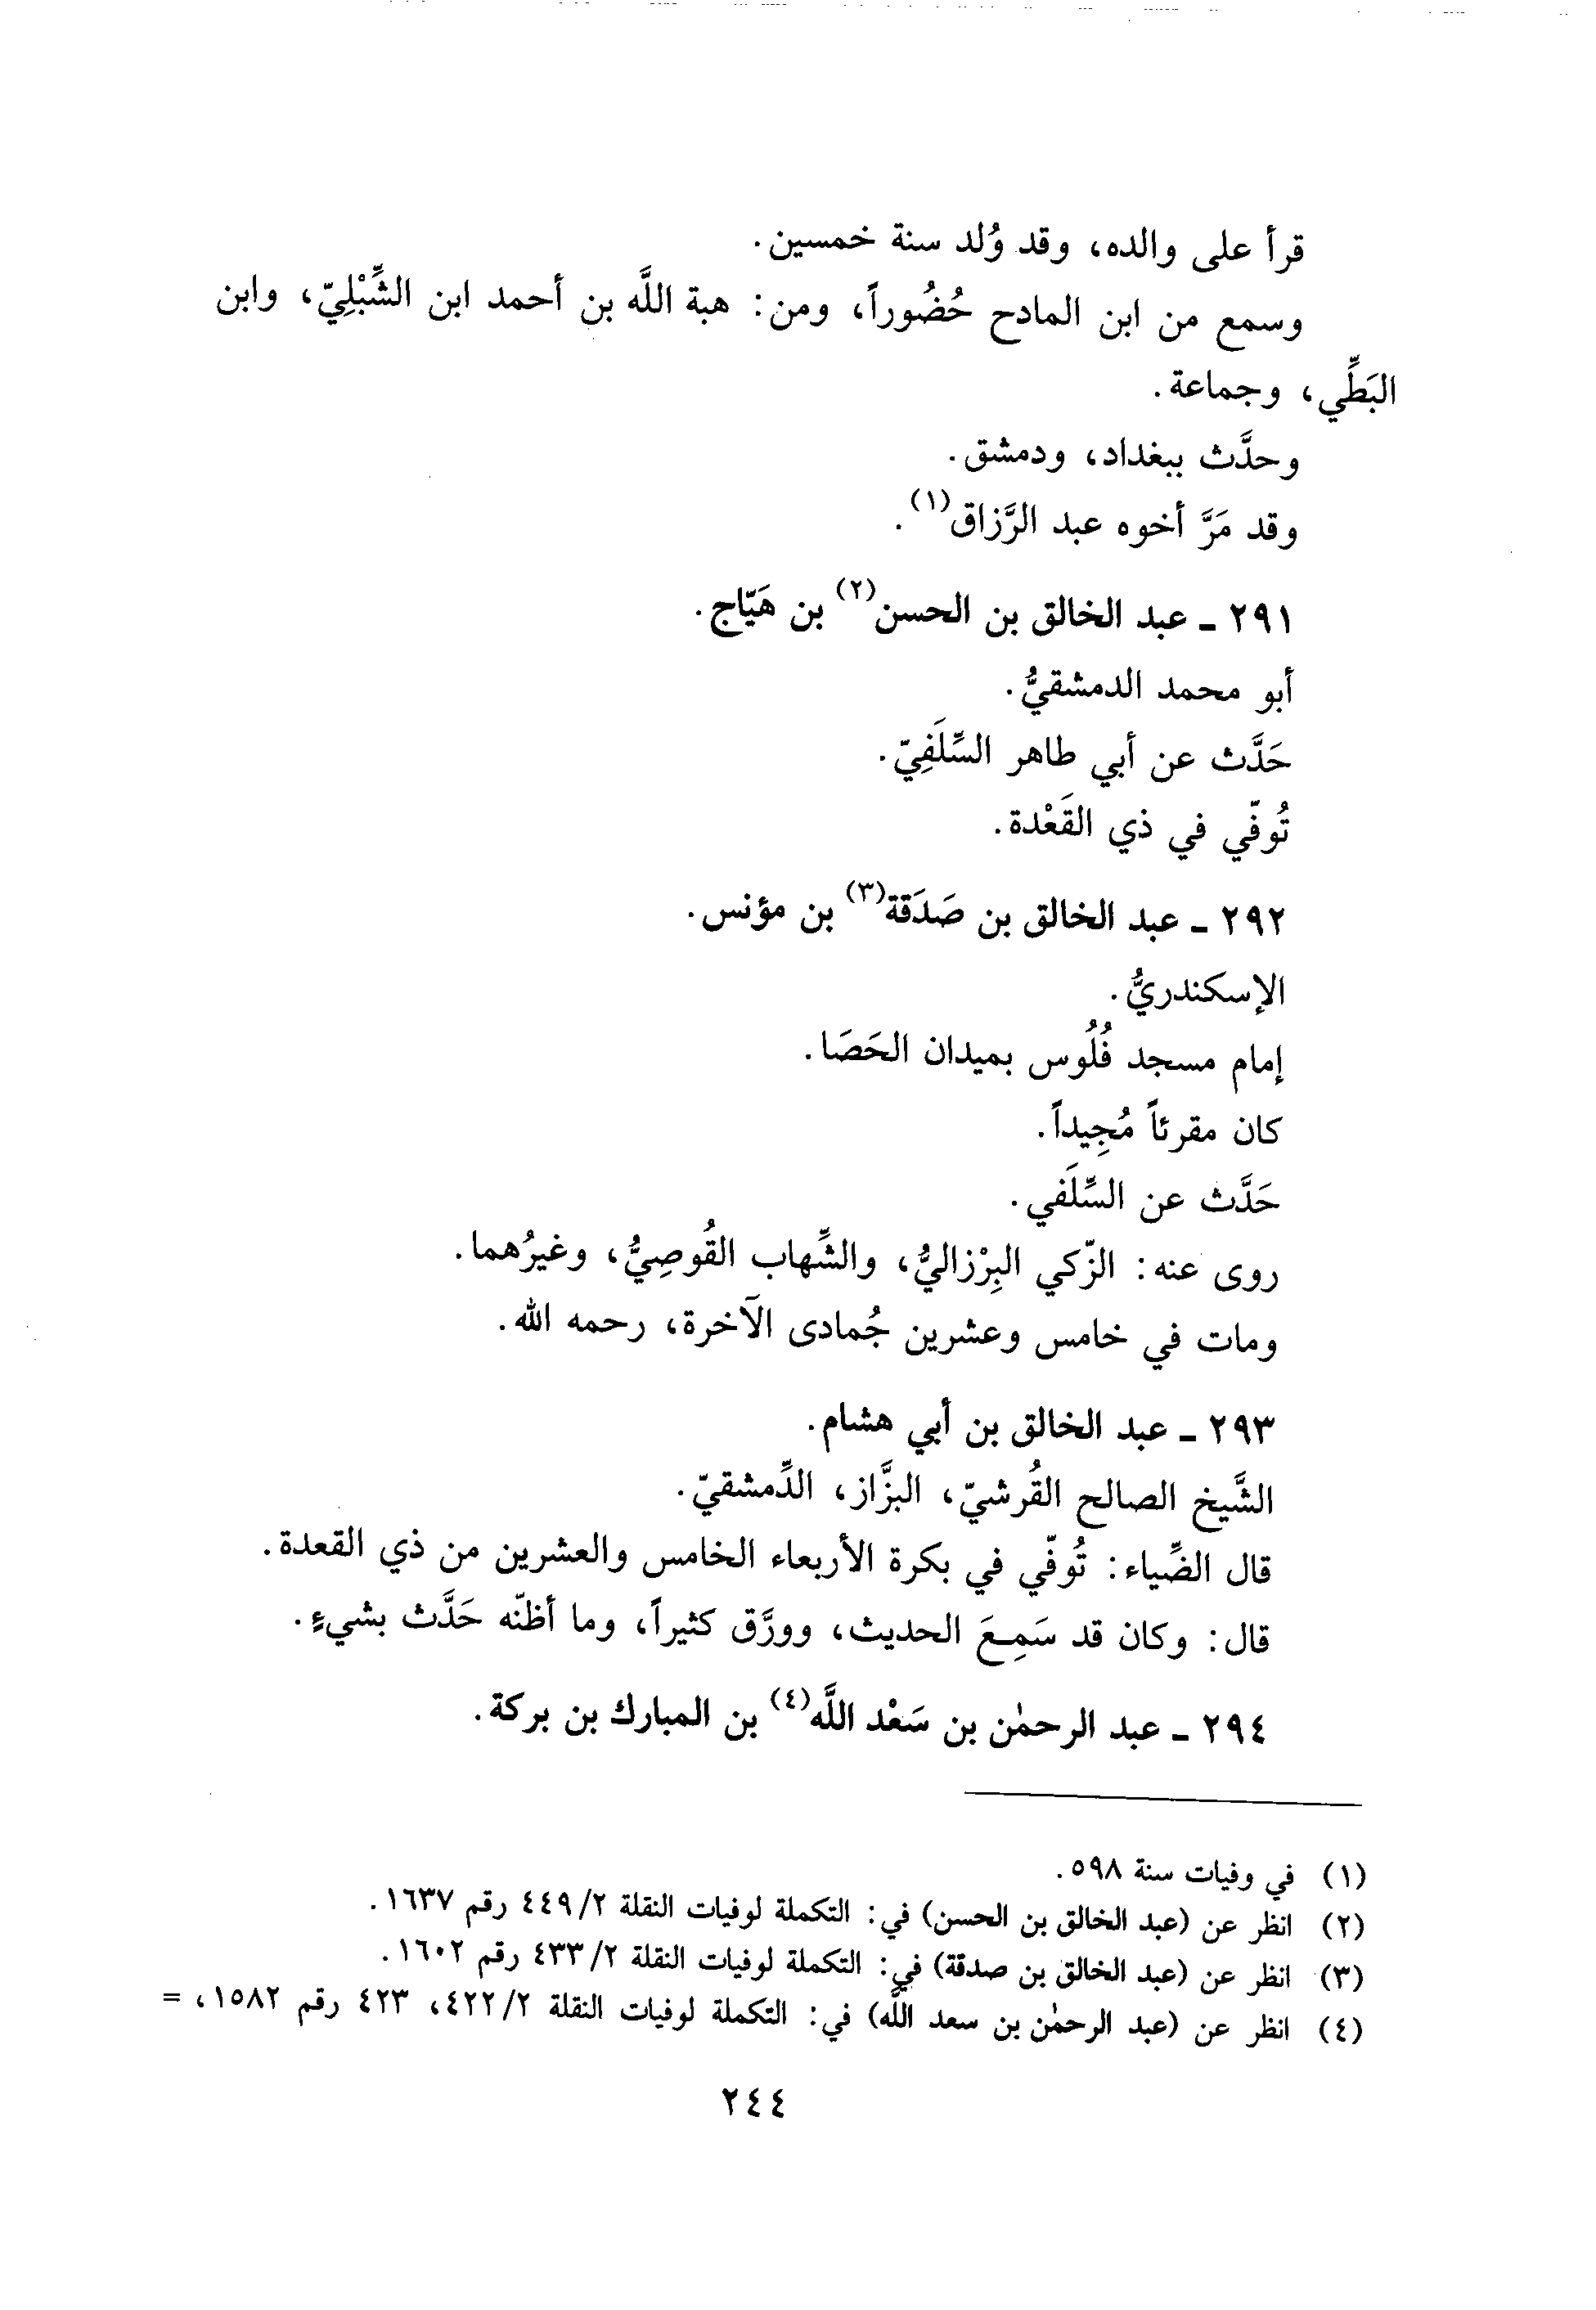 قرأ على والده، وقد وُلد سنة خمسين.
وسمع من ابن المادح حُضُوراً، ومن: هبة اللَّه بن أحمد ابن الشِّبْلِيّ، وابن
البَطِّي، وجماعة.
وحدَّث ببغداد، ودمشق.
وقد مَرَّ أخوه عبد الرَّزاق(١).
٢٩١ ـ عبد الخالق بن الحسن(٢) بن هَيّاج.
أبو محمد الدمشقيُّ.
حَدَّث عن أبي طاهر السِّلَفِيّ.
تُوفّي في ذي القَعْدة.
٢٩٢ ـ عبد الخالق بن صَدَقة(٣) بن مؤنس.
الإسكندريُّ.
إمام مسجد فُلُوس بميدان الحَصَا.
كان مقرئاً مُجِيداً.
حَدَّث عن السِّلَفي.
روى عنه: الزّكي البِرْزاليُّ، والشِّهاب القُوصِيُّ، وغيرُهما.
ومات في خامس وعشرين جُمادى الآخرة، رحمه الله.
٢٩٣ ـ عبد الخالق بن أبي هشام.
الشَّيخ الصالح القُرشيّ، البزَّاز، الدِّمشقيّ.
قال الضِّياء: تُوفّي في بكرة الأربعاء الخامس والعشرين من ذي القعدة.
قال: وكان قد سَمِعَ الحديث، وورَّق كثيراً، وما أظنّه حَدَّث بشيءٍ.
٢٩٤ ـ عبد الرحمٰن بن سَعْد اللَّه(٤) بن المبارك بن بركة.
(١) في وفيات سنة ٥٩٨.
(٢) انظر عن (عبد الخالق بن الحسن) في: التكملة لوفيات النقلة ٤٤٩/٢ رقم ١٦٣٧.
(٣) انظر عن (عبد الخالق بن صدقة) في: التكملة لوفيات النقلة ٤٣٣/٢ رقم ١٦٠٢.
(٤) انظر عن (عبد الرحمٰن بن سعد اللَّه) في: التكملة لوفيات النقلة ٤٢٢/٢، ٤٢٣ رقم ١٥٨٢، =
٢٤٤